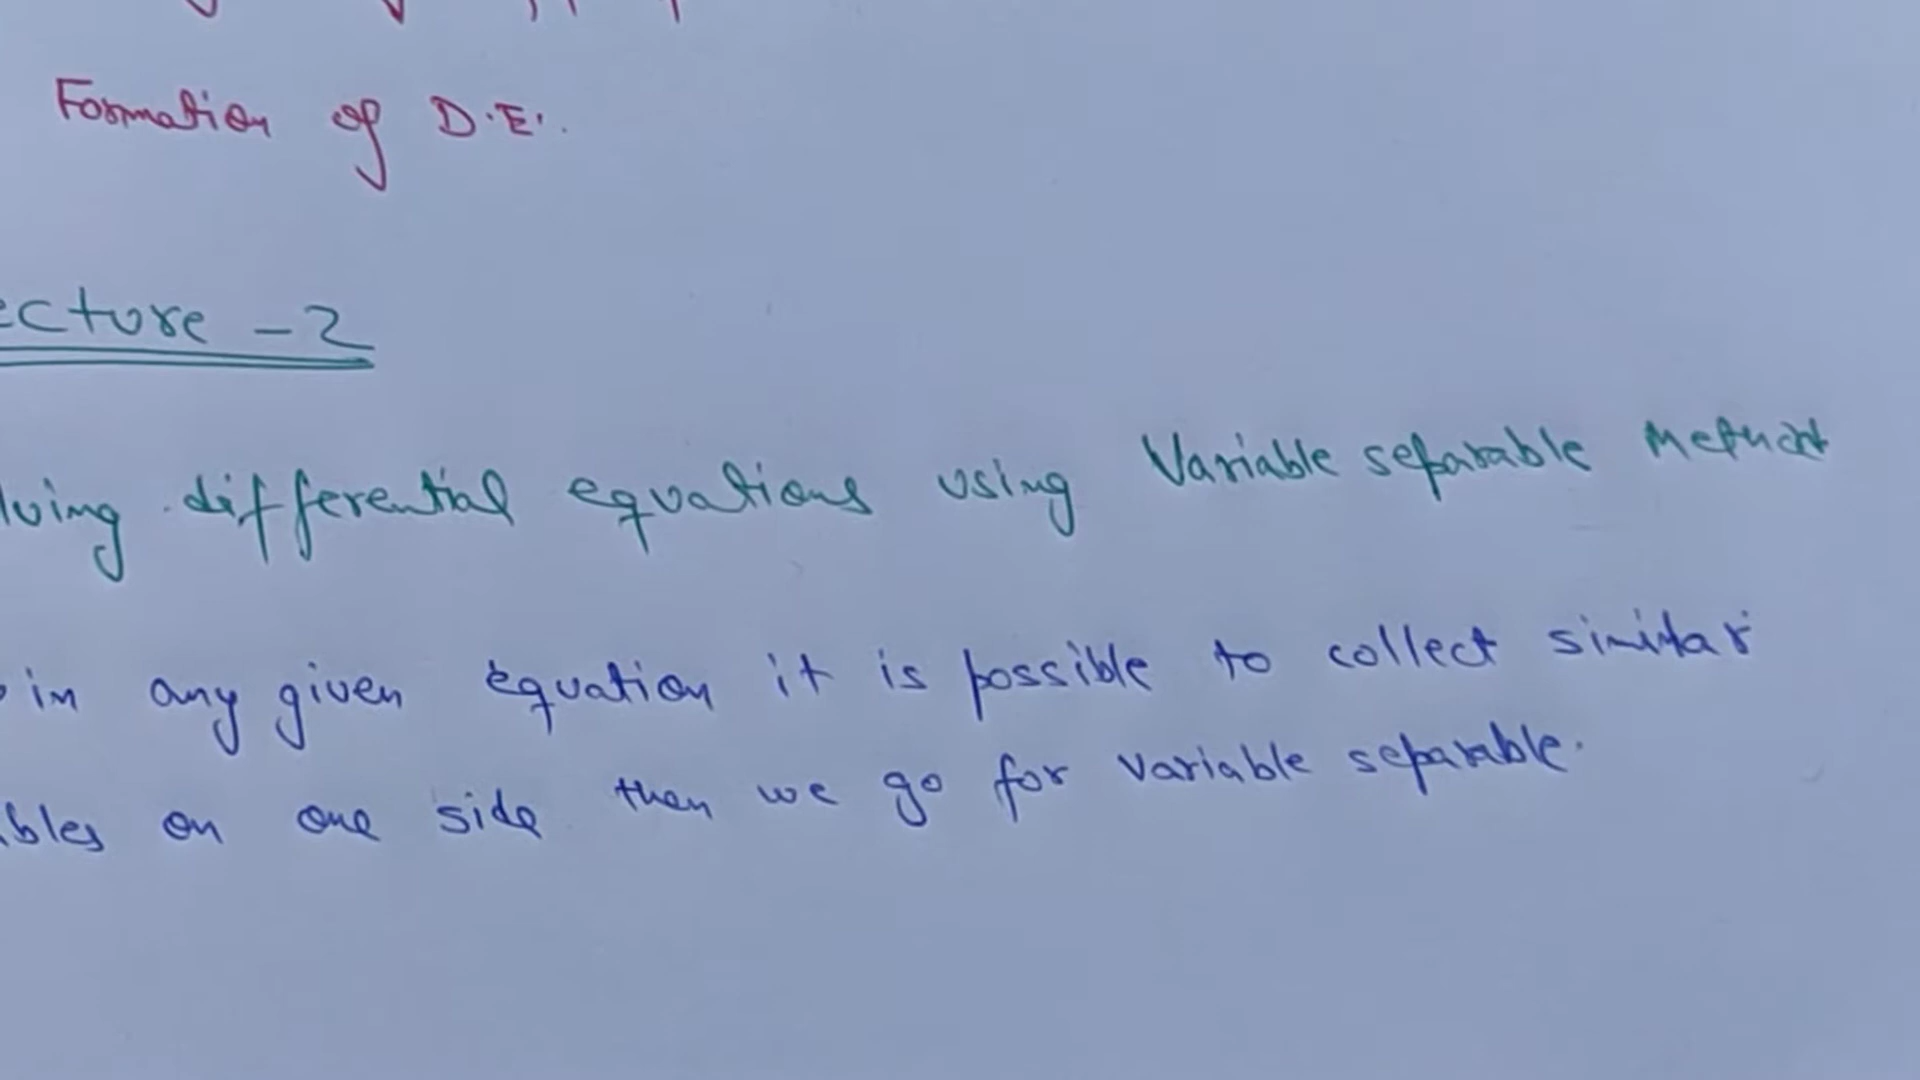 Formation of D.E.
ecture - 2
lving differential equations using Variable separable Method
in any given equation it is possible to collect similar
bles on one side then we go for variable separable.